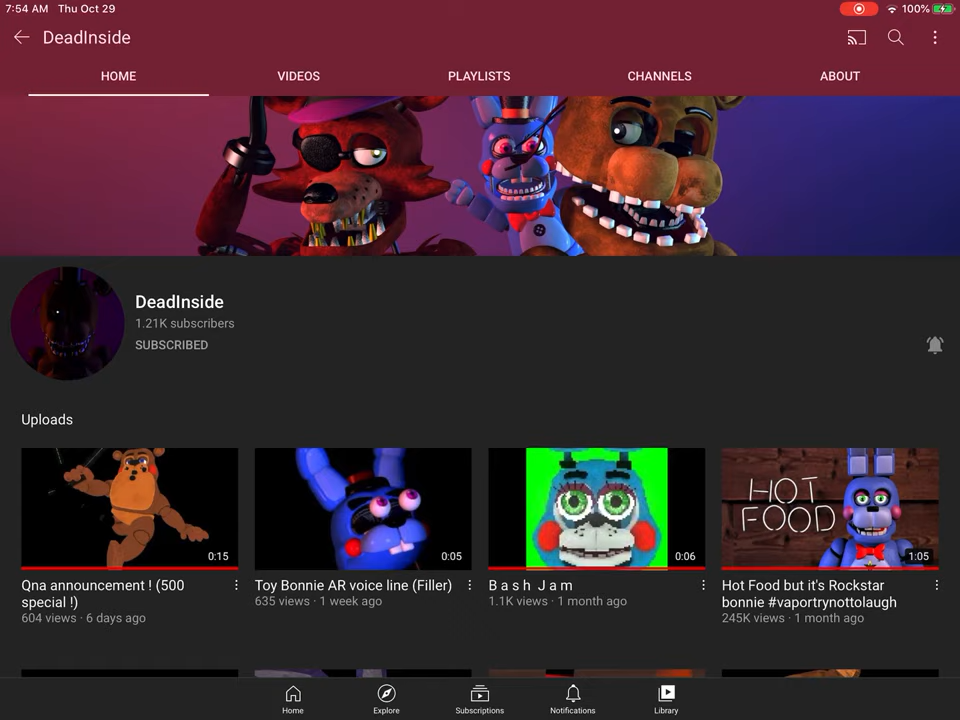 7:54 AM Thu Oct 29 100%
DeadInside
HOME VIDEOS PLAYLISTS CHANNELS ABOUT
DeadInside
1.21K subscribers
SUBSCRIBED
Uploads
0:15 0:05 0:06 1:05
HOT
FOOD
Qna announcement ! (500
special !)
604 views · 6 days ago
Toy Bonnie AR voice line (Filler)
635 views · 1 week ago
B a s h J a m
1.1K views · 1 month ago
Hot Food but it's Rockstar
bonnie #vaportrynottolaugh
245K views · 1 month ago
Home Explore Subscriptions Notifications Library